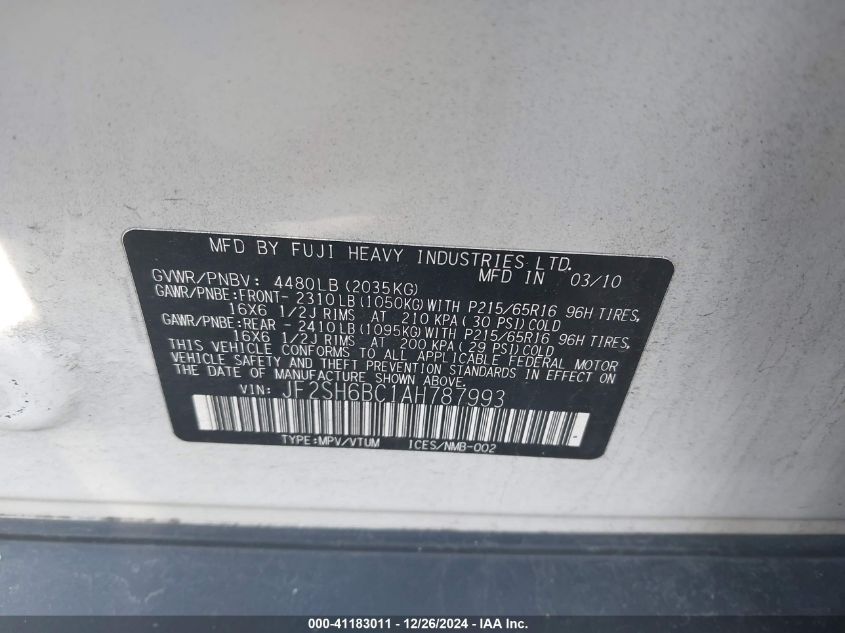 MFD BY FUJI HEAVY INDUSTRIES LTD.
MFD IN 03/10
GVWR/PNBV: 4480LB (2035KG)
GAWR/PNBE:FRONT- 2310LB (1050KG) WITH P215/65R16 96H TIRES,
16X6 1/2J RIMS AT 210 KPA (30 PSI) COLD
GAWR/PNBE:REAR - 2410LB (1095KG) WITH P215/65R16 96H TIRES,
16X6 1/2J RIMS AT 200 KPA (29 PSI) COLD
THIS VEHICLE CONFORMS TO ALL APPLICABLE FEDERAL MOTOR
VEHICLE SAFETY AND THEFT PREVENTION STANDARDS IN EFFECT ON
THE DATE OF MANUFACTURE SHOWN ABOVE.
VIN: JF2SH6BC1AH787993
TYPE:MPV/VTUM ICES/NMB-002
000-41183011 - 12/26/2024 - IAA Inc.